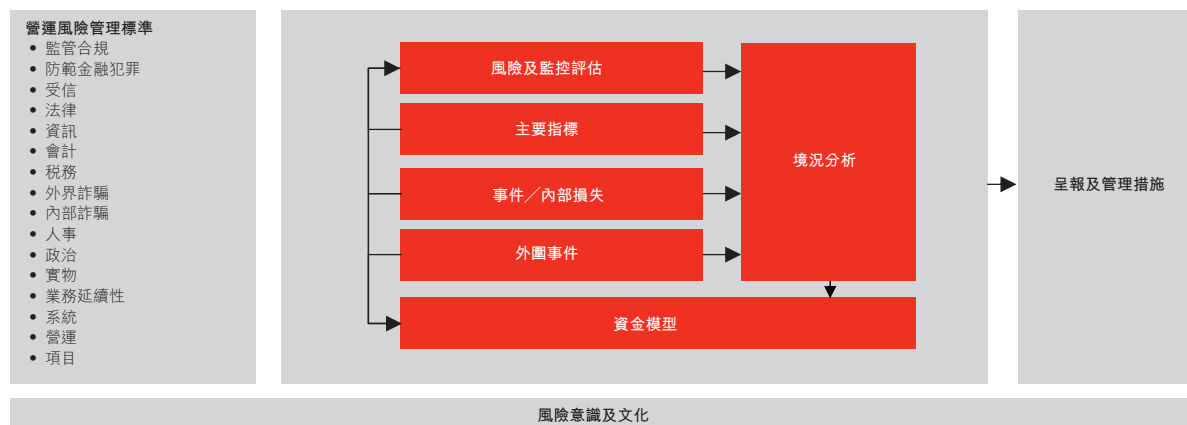 營運風險管理標準
• 監管合規
• 防範金融犯罪
• 受信
• 法律
• 資訊
• 會計
• 税務
• 外界詐騙
• 內部詐騙
• 人事
• 政治
• 實物
• 業務延續性
• 系統
• 營運
• 項目
風險及監控評估
主要指標
事件／內部損失
外圍事件
境況分析
資金模型
呈報及管理措施
風險意識及文化